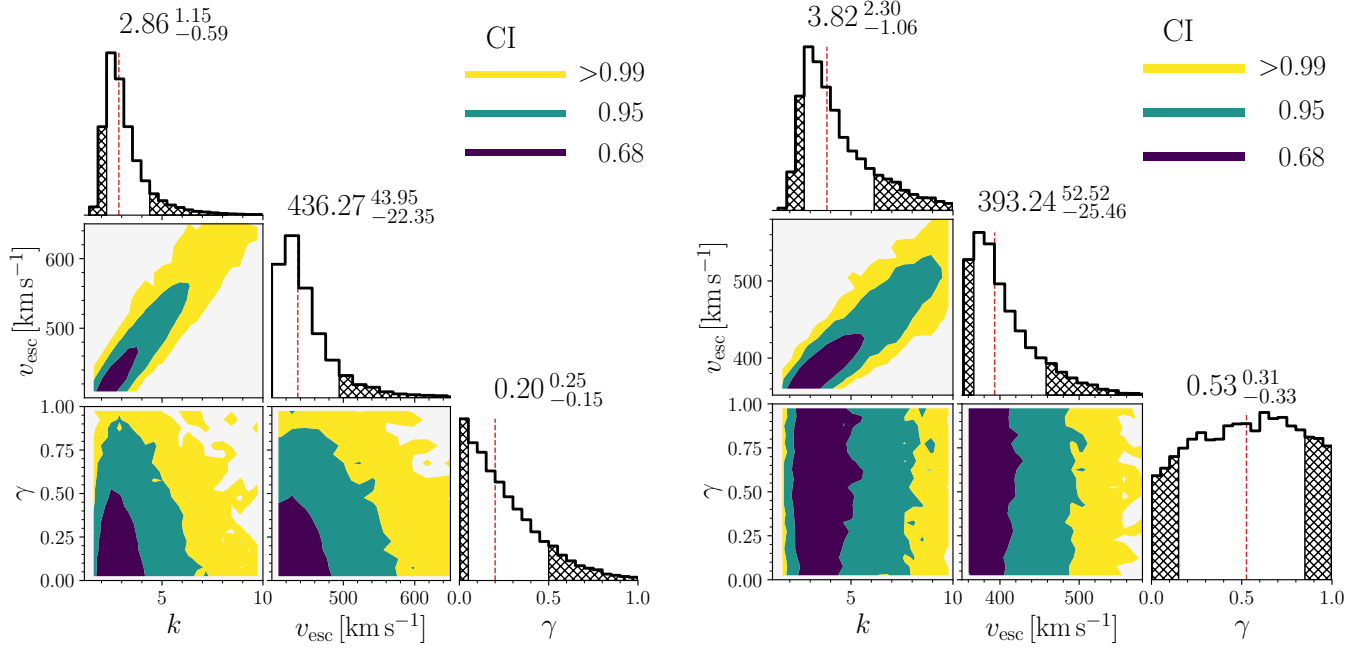 2.86 1.15 -0.59
CI
>0.99
0.95
0.68
436.27 43.95 -22.35
v_esc [km s⁻¹]
600
500
0.20 0.25 -0.15
γ
1.00
0.75
0.50
0.25
0.00
5 10
k
500 600
v_esc [km s⁻¹]
0.0 0.5 1.0
γ
3.82 2.30 -1.06
CI
>0.99
0.95
0.68
393.24 52.52 -25.46
v_esc [km s⁻¹]
500
400
0.53 0.31 -0.33
γ
1.00
0.75
0.50
0.25
0.00
5 10
k
400 500
v_esc [km s⁻¹]
0.0 0.5 1.0
γ